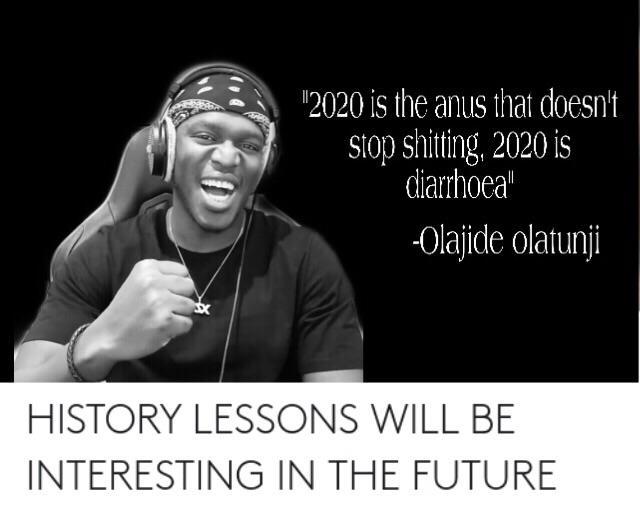 "2020 is the anus that doesn't
stop shitting, 2020 is
diarrhoea"
-Olajide olatunji
SX
HISTORY LESSONS WILL BE
INTERESTING IN THE FUTURE